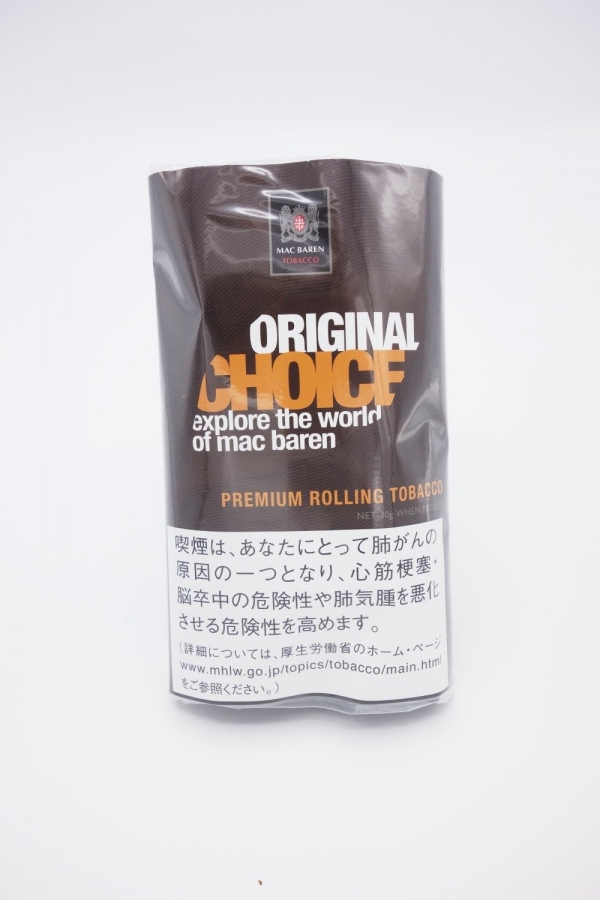 MAC BAREN
TOBACCO
ORIGINAL
CHOICE
explore the world
of mac baren
PREMIUM ROLLING TOBACCO
NET 30g WHEN
喫煙は、あなたにとって肺がんの
原因の一つとなり、心筋梗塞・
脳卒中の危険性や肺気腫を悪化
させる危険性を高めます。
(詳細については、厚生労働省のホーム・ページ
www.mhlw.go.jp/topics/tobacco/main.html
をご参照ください。)